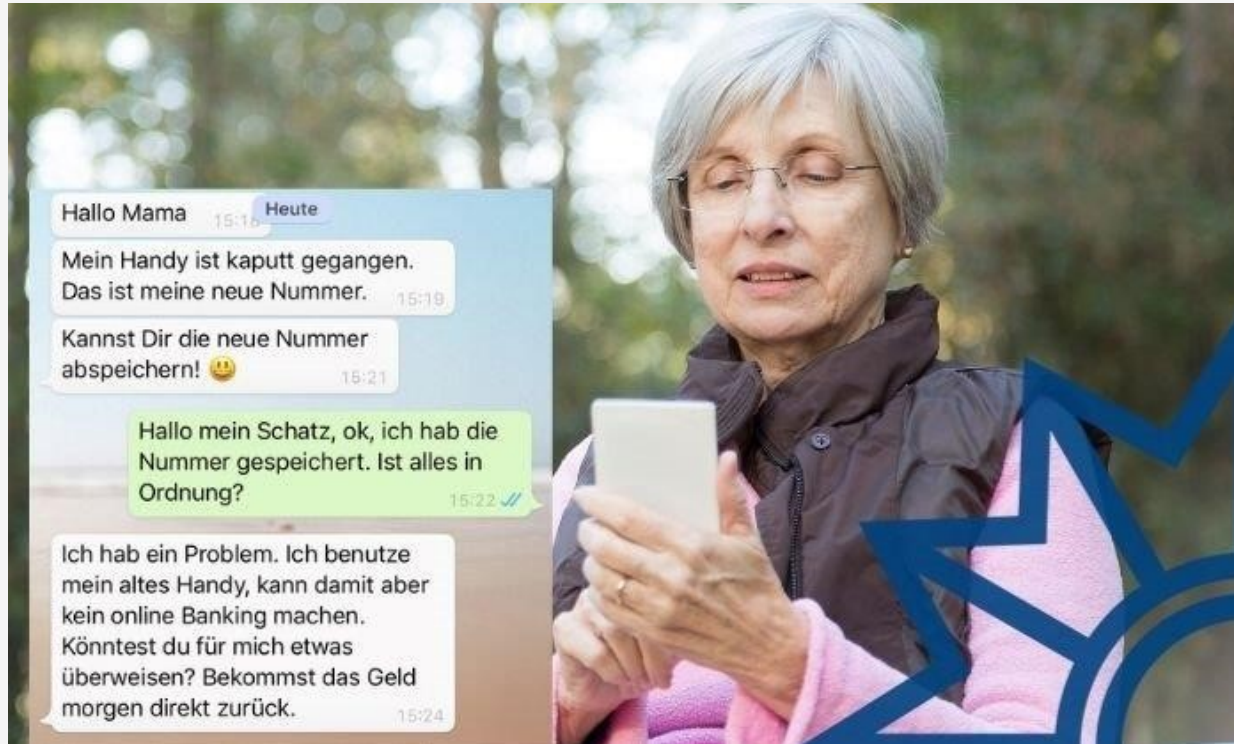 Heute
Hallo Mama
Mein Handy ist kaputt gegangen.
Das ist meine neue Nummer. 15:19
Kannst Dir die neue Nummer
abspeichern! 😃 15:21
Hallo mein Schatz, ok, ich hab die
Nummer gespeichert. Ist alles in
Ordnung? 15:22
Ich hab ein Problem. Ich benutze
mein altes Handy, kann damit aber
kein online Banking machen.
Könntest du für mich etwas
überweisen? Bekommst das Geld
morgen direkt zurück. 15:24